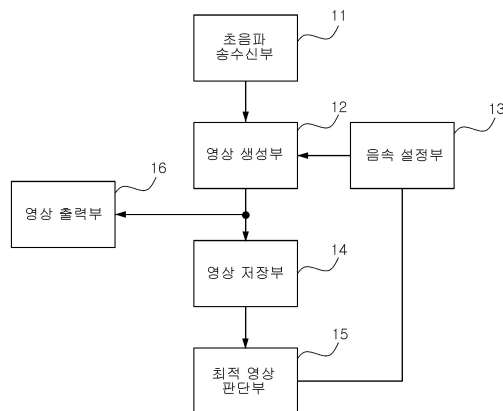 11
초음파
송수신부
12
영상 생성부
13
음속 설정부
16
영상 출력부
14
영상 저장부
15
최적 영상
판단부